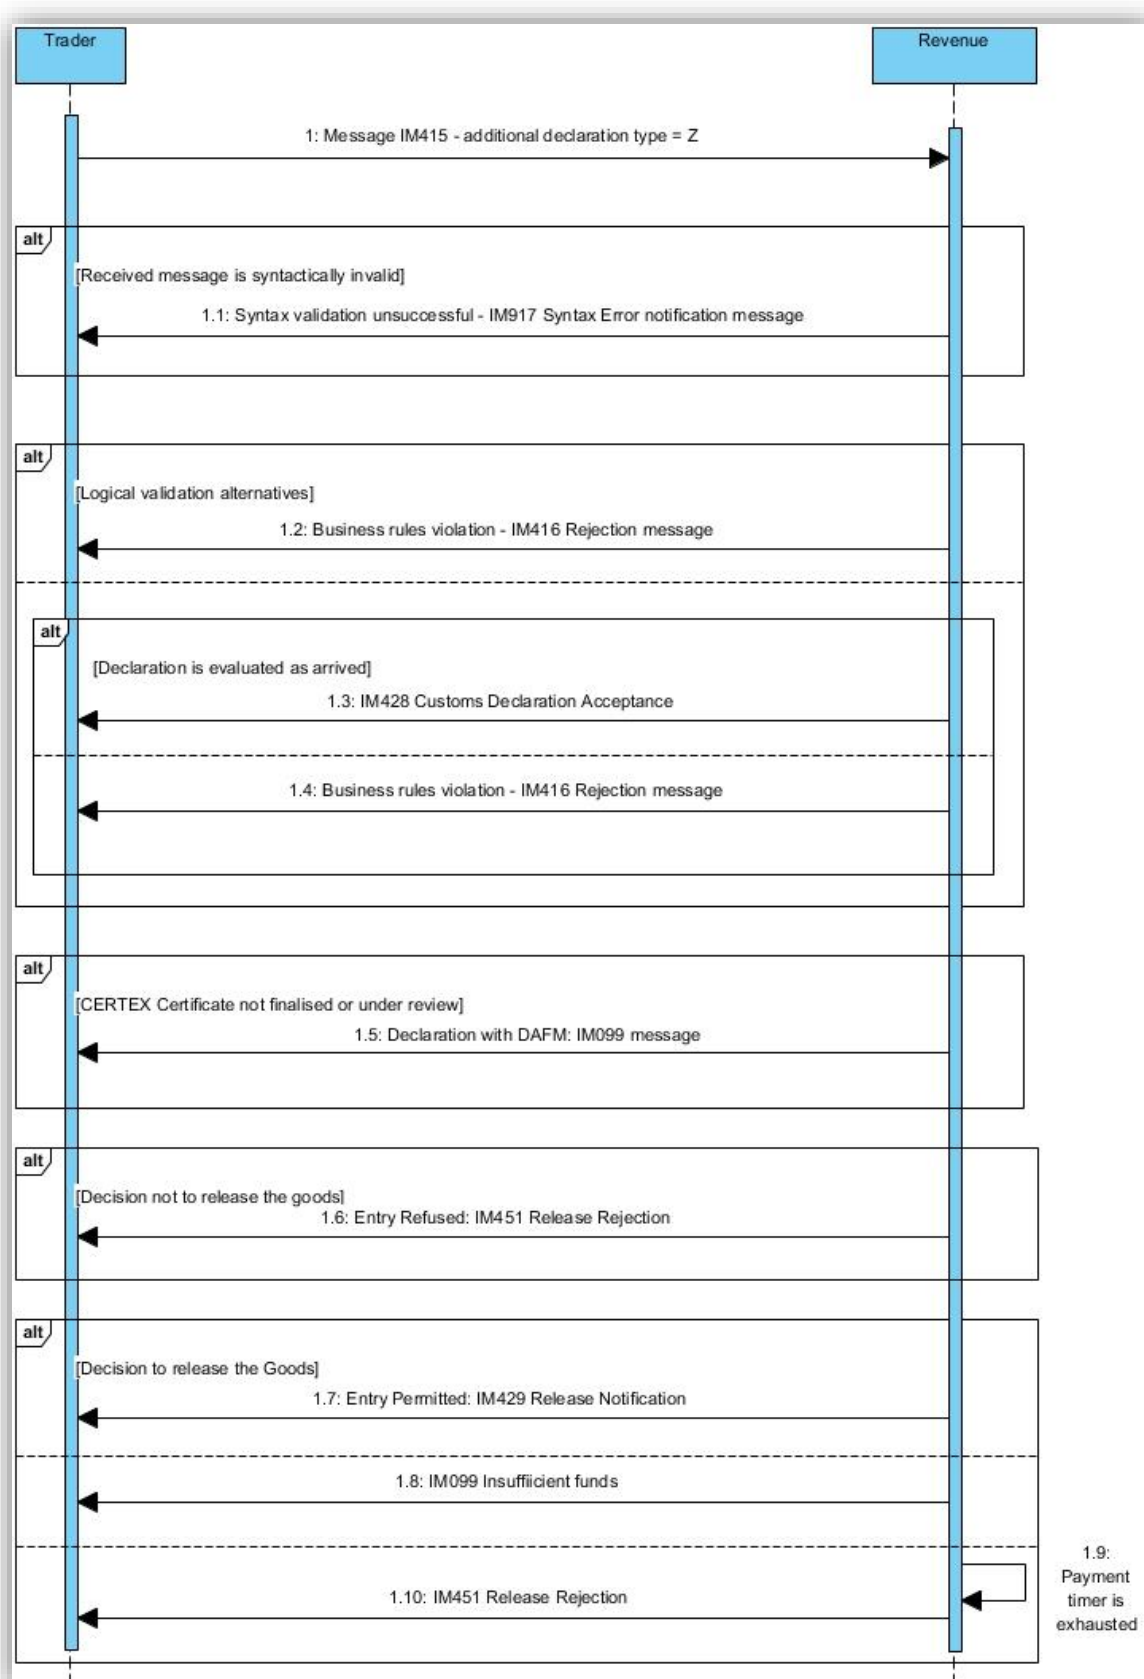 Trader
Revenue
1: Message IM415 - additional declaration type = Z
alt
[Received message is syntactically invalid]
1.1: Syntax validation unsuccessful - IM917 Syntax Error notification message
alt
[Logical validation alternatives]
1.2: Business rules violation - IM416 Rejection message
alt
[Declaration is evaluated as arrived]
1.3: IM428 Customs Declaration Acceptance
1.4: Business rules violation - IM416 Rejection message
alt
[CERTEX Certificate not finalised or under review]
1.5: Declaration with DAFM: IM099 message
alt
[Decision not to release the goods]
1.6: Entry Refused: IM451 Release Rejection
alt
[Decision to release the Goods]
1.7: Entry Permitted: IM429 Release Notification
1.8: IM099 Insuffiicient funds
1.9:
Payment
timer is
exhausted
1.10: IM451 Release Rejection